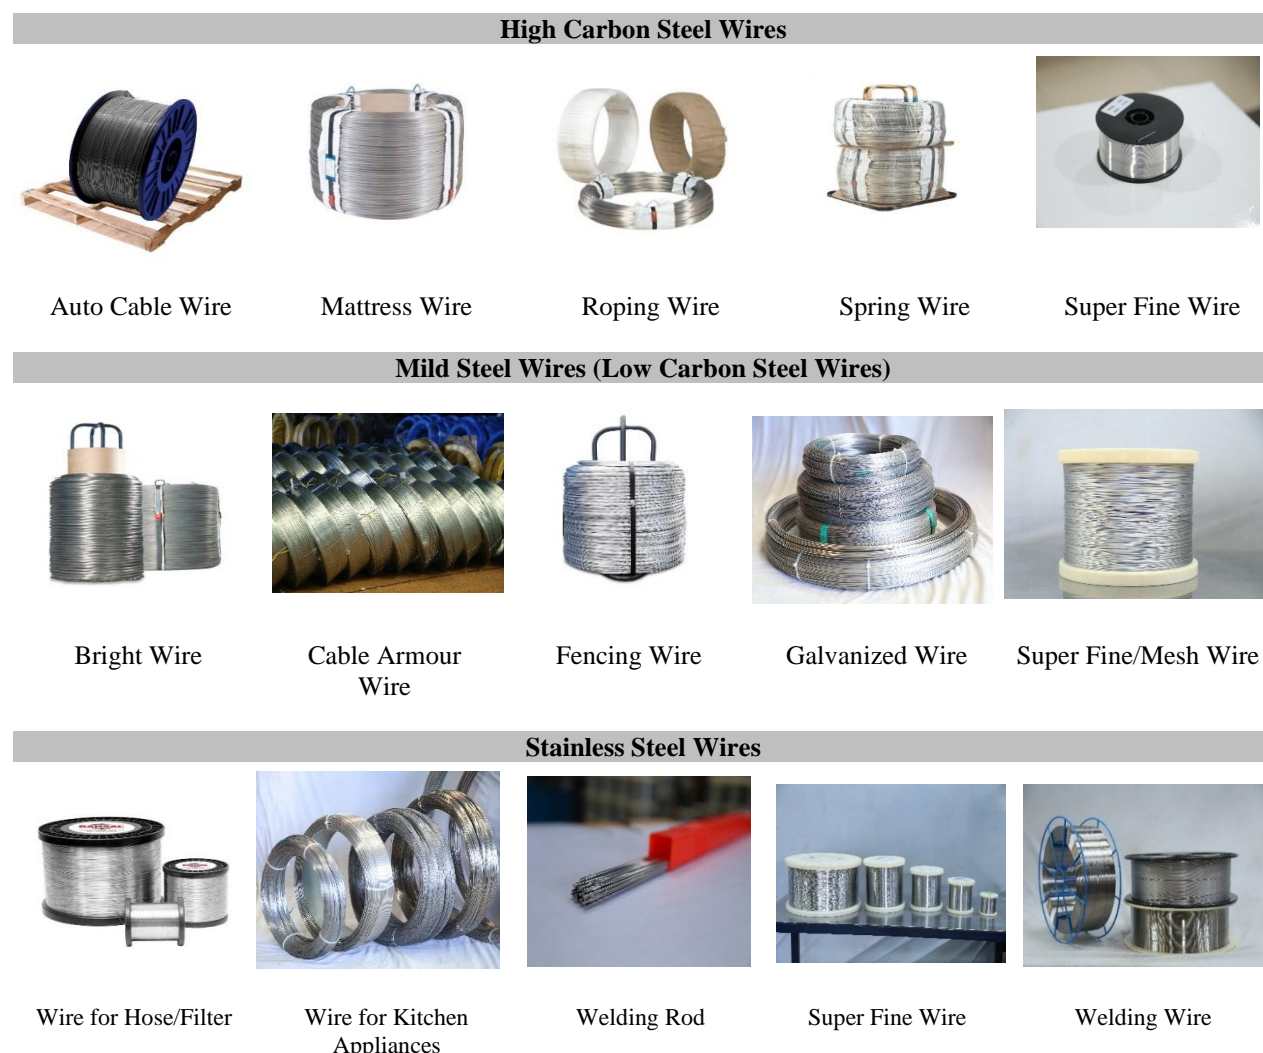 High Carbon Steel Wires
Auto Cable Wire
Mattress Wire
Roping Wire
Spring Wire
Super Fine Wire
Mild Steel Wires (Low Carbon Steel Wires)
Bright Wire
Cable Armour
Wire
Fencing Wire
Galvanized Wire
Super Fine/Mesh Wire
Stainless Steel Wires
BANSAL
Wire for Hose/Filter
Wire for Kitchen
Appliances
Welding Rod
Super Fine Wire
Welding Wire